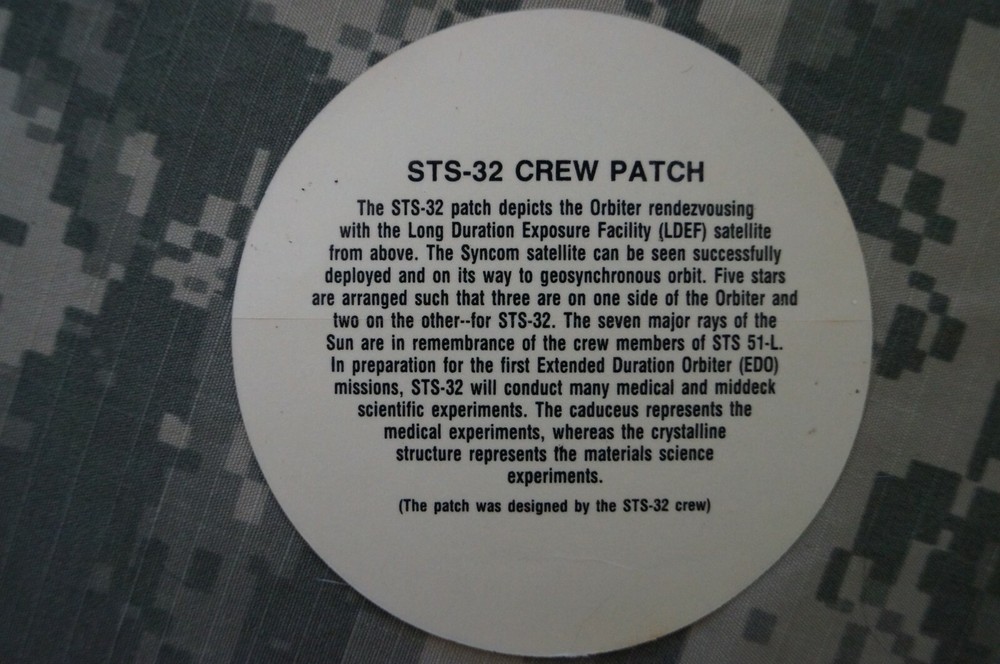 STS-32 CREW PATCH
The STS-32 patch depicts the Orbiter rendezvousing
with the Long Duration Exposure Facility (LDEF) satellite
from above. The Syncom satellite can be seen successfully
deployed and on its way to geosynchronous orbit. Five stars
are arranged such that three are on one side of the Orbiter and
two on the other--for STS-32. The seven major rays of the
Sun are in remembrance of the crew members of STS 51-L.
In preparation for the first Extended Duration Orbiter (EDO)
missions, STS-32 will conduct many medical and middeck
scientific experiments. The caduceus represents the
medical experiments, whereas the crystalline
structure represents the materials science
experiments.
(The patch was designed by the STS-32 crew)